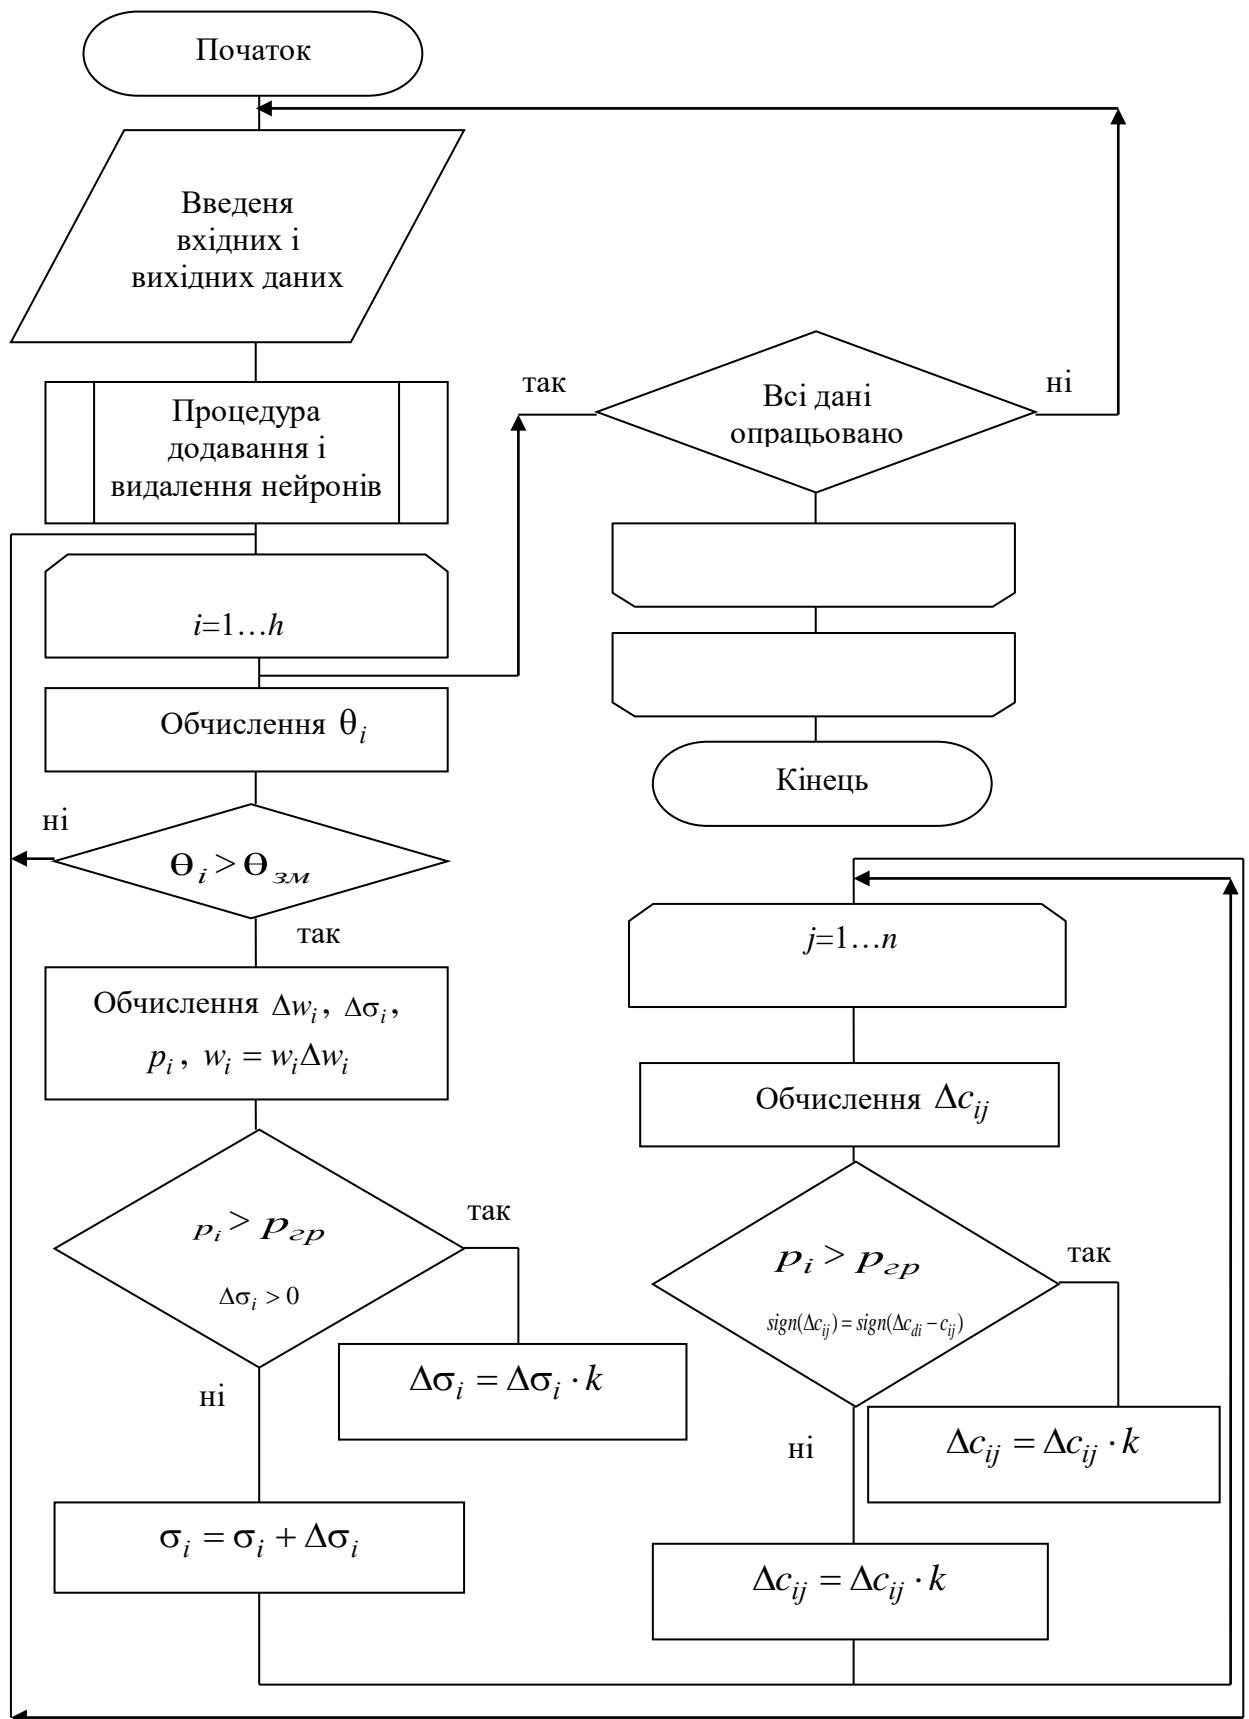 Початок
Введеня
вхідних і
вихідних даних
Процедура
додавання і
видалення нейронів
i=1…h
Обчислення θ_i
ні
Θ_i > Θ_зм
так
Обчислення Δw_i, Δσ_i,
p_i, w_i = w_iΔw_i
p_i > p_гр
Δσ_i > 0
так
Δσ_i = Δσ_i · k
ні
σ_i = σ_i + Δσ_i
так
Всі дані
опрацьовано
ні
Кінець
j=1…n
Обчислення Δc_ij
p_i > p_гр
sign(Δc_ij) = sign(Δc_di − c_ij)
так
Δc_ij = Δc_ij · k
ні
Δc_ij = Δc_ij · k